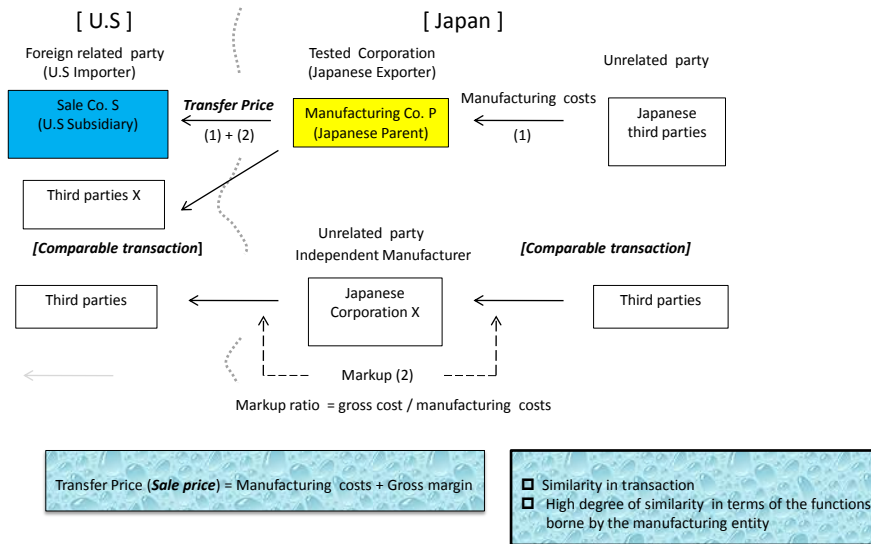 [ U.S ]
[ Japan ]
Foreign related party
(U.S Importer)
Tested Corporation
(Japanese Exporter)
Unrelated party
Sale Co. S
(U.S Subsidiary)
Transfer Price
(1) + (2)
Manufacturing Co. P
(Japanese Parent)
Manufacturing costs
(1)
Japanese
third parties
Third parties X
[Comparable transaction]
Unrelated party
Independent Manufacturer
[Comparable transaction]
Third parties
Japanese
Corporation X
Third parties
Markup (2)
Markup ratio = gross cost / manufacturing costs
Transfer Price (Sale price) = Manufacturing costs + Gross margin
Similarity in transaction
High degree of similarity in terms of the functions
borne by the manufacturing entity